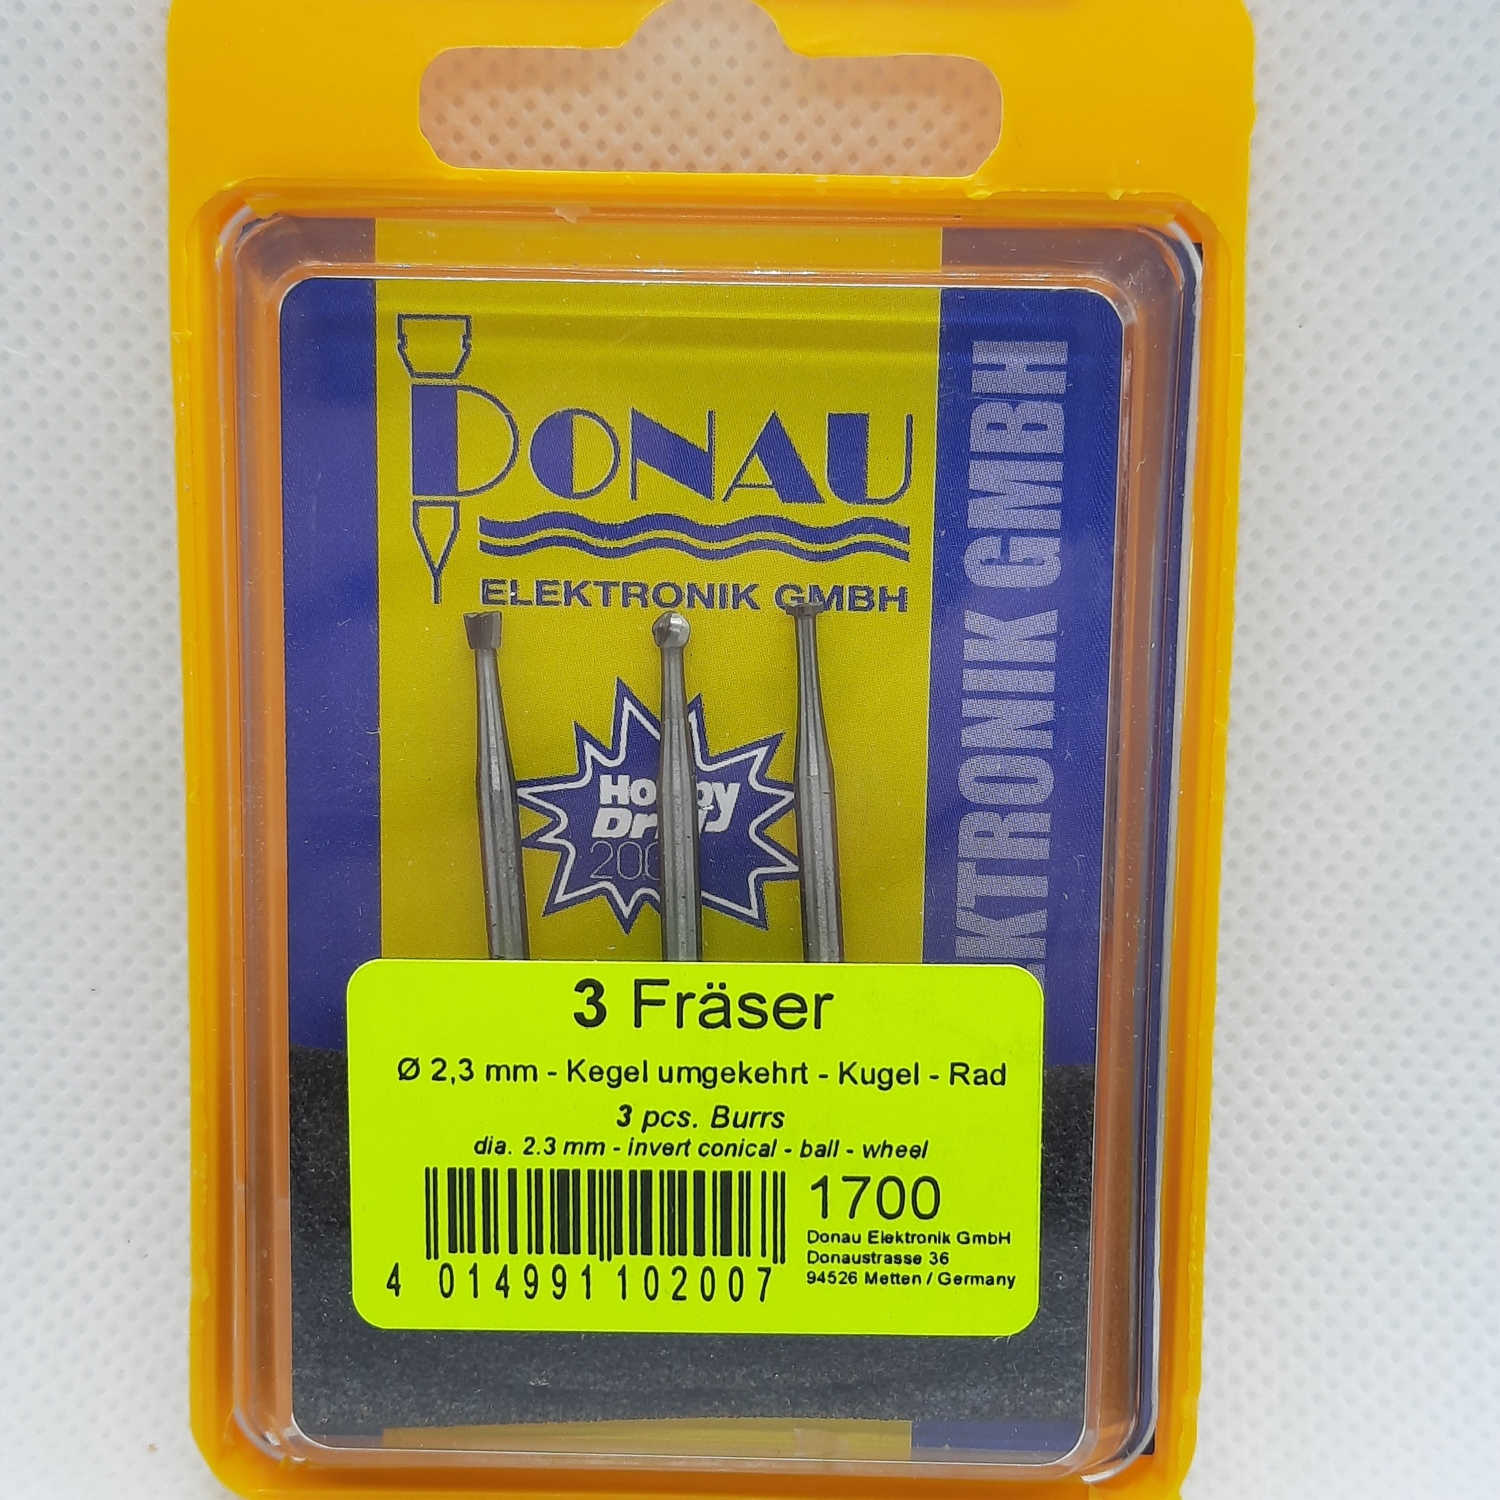 DONAU
ELEKTRONIK GMBH
KTRONIK GMBH
3 Fräser
Ø 2,3 mm - Kegel umgekehrt - Kugel - Rad
3 pcs. Burrs
dia. 2.3 mm - invert conical - ball - wheel
1700
Donau Elektronik GmbH
Donaustrasse 36
94526 Metten / Germany
4 014991 102007